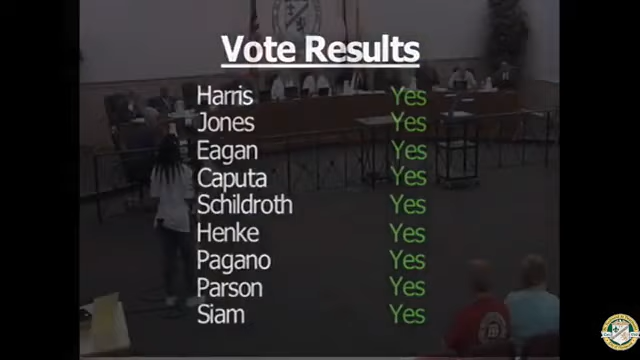 Vote Results
Harris Yes
Jones Yes
Eagan Yes
Caputa Yes
Schildroth Yes
Henke Yes
Pagano Yes
Parson Yes
Siam Yes